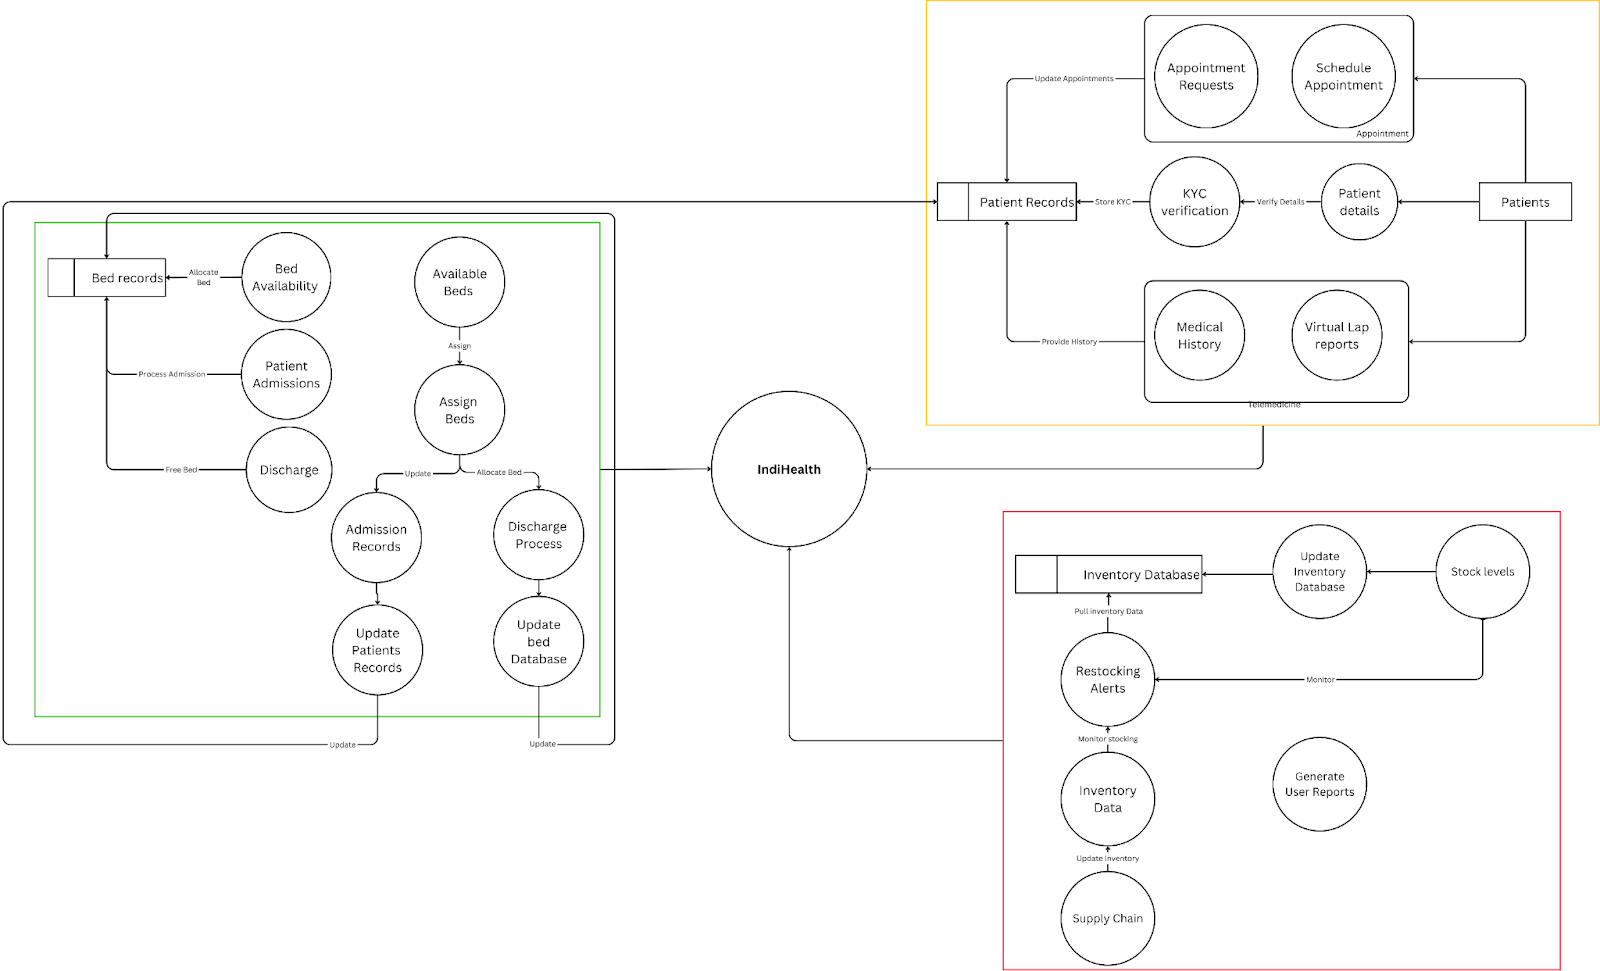 Appointment
Requests
Schedule
Appointment
Update Appointments
Appointment
Patient Records
Store KYC
KYC
verification
Verify Details
Patient
details
Patients
Medical
History
Virtual Lap
reports
Provide History
Telemedicine
Bed records
Allocate
Bed
Bed
Availability
Process Admission
Patient
Admissions
Free Bed
Discharge
Available
Beds
Assign
Assign
Beds
Update
Allocate Bed
Admission
Records
Discharge
Process
Update
Patients
Records
Update
bed
Database
Update
Update
IndiHealth
Inventory Database
Update
Inventory
Database
Stock levels
Pull inventory Data
Restocking
Alerts
Monitor
Monitor stocking
Inventory
Data
Generate
User Reports
Update Inventory
Supply Chain